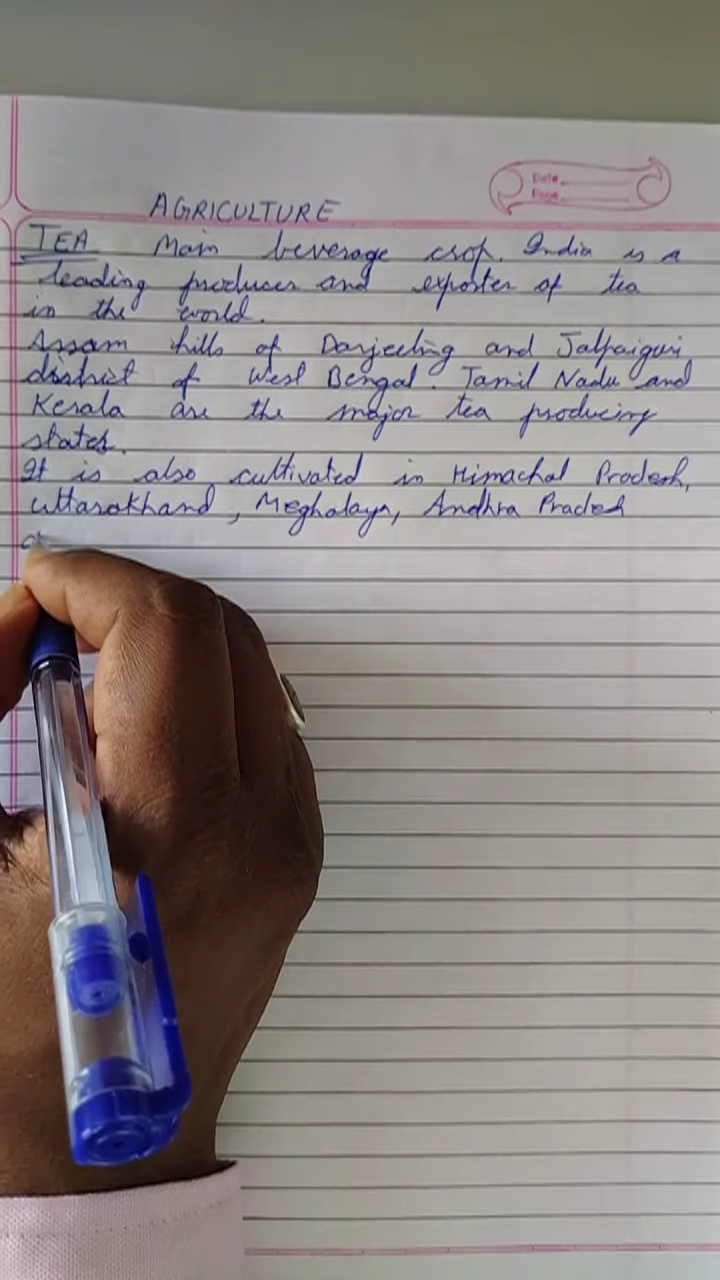 Date
Page
AGRICULTURE
TEA Main beverage crop. India is a
leading producer and exporter of tea
in the world.
Assam hills of Darjeeling and Jalpaiguri
district of West Bengal. Tamil Nadu and
Kerala are the major tea producing
states.
It is also cultivated in Himachal Pradesh,
Uttarakhand, Meghalaya, Andhra Pradesh